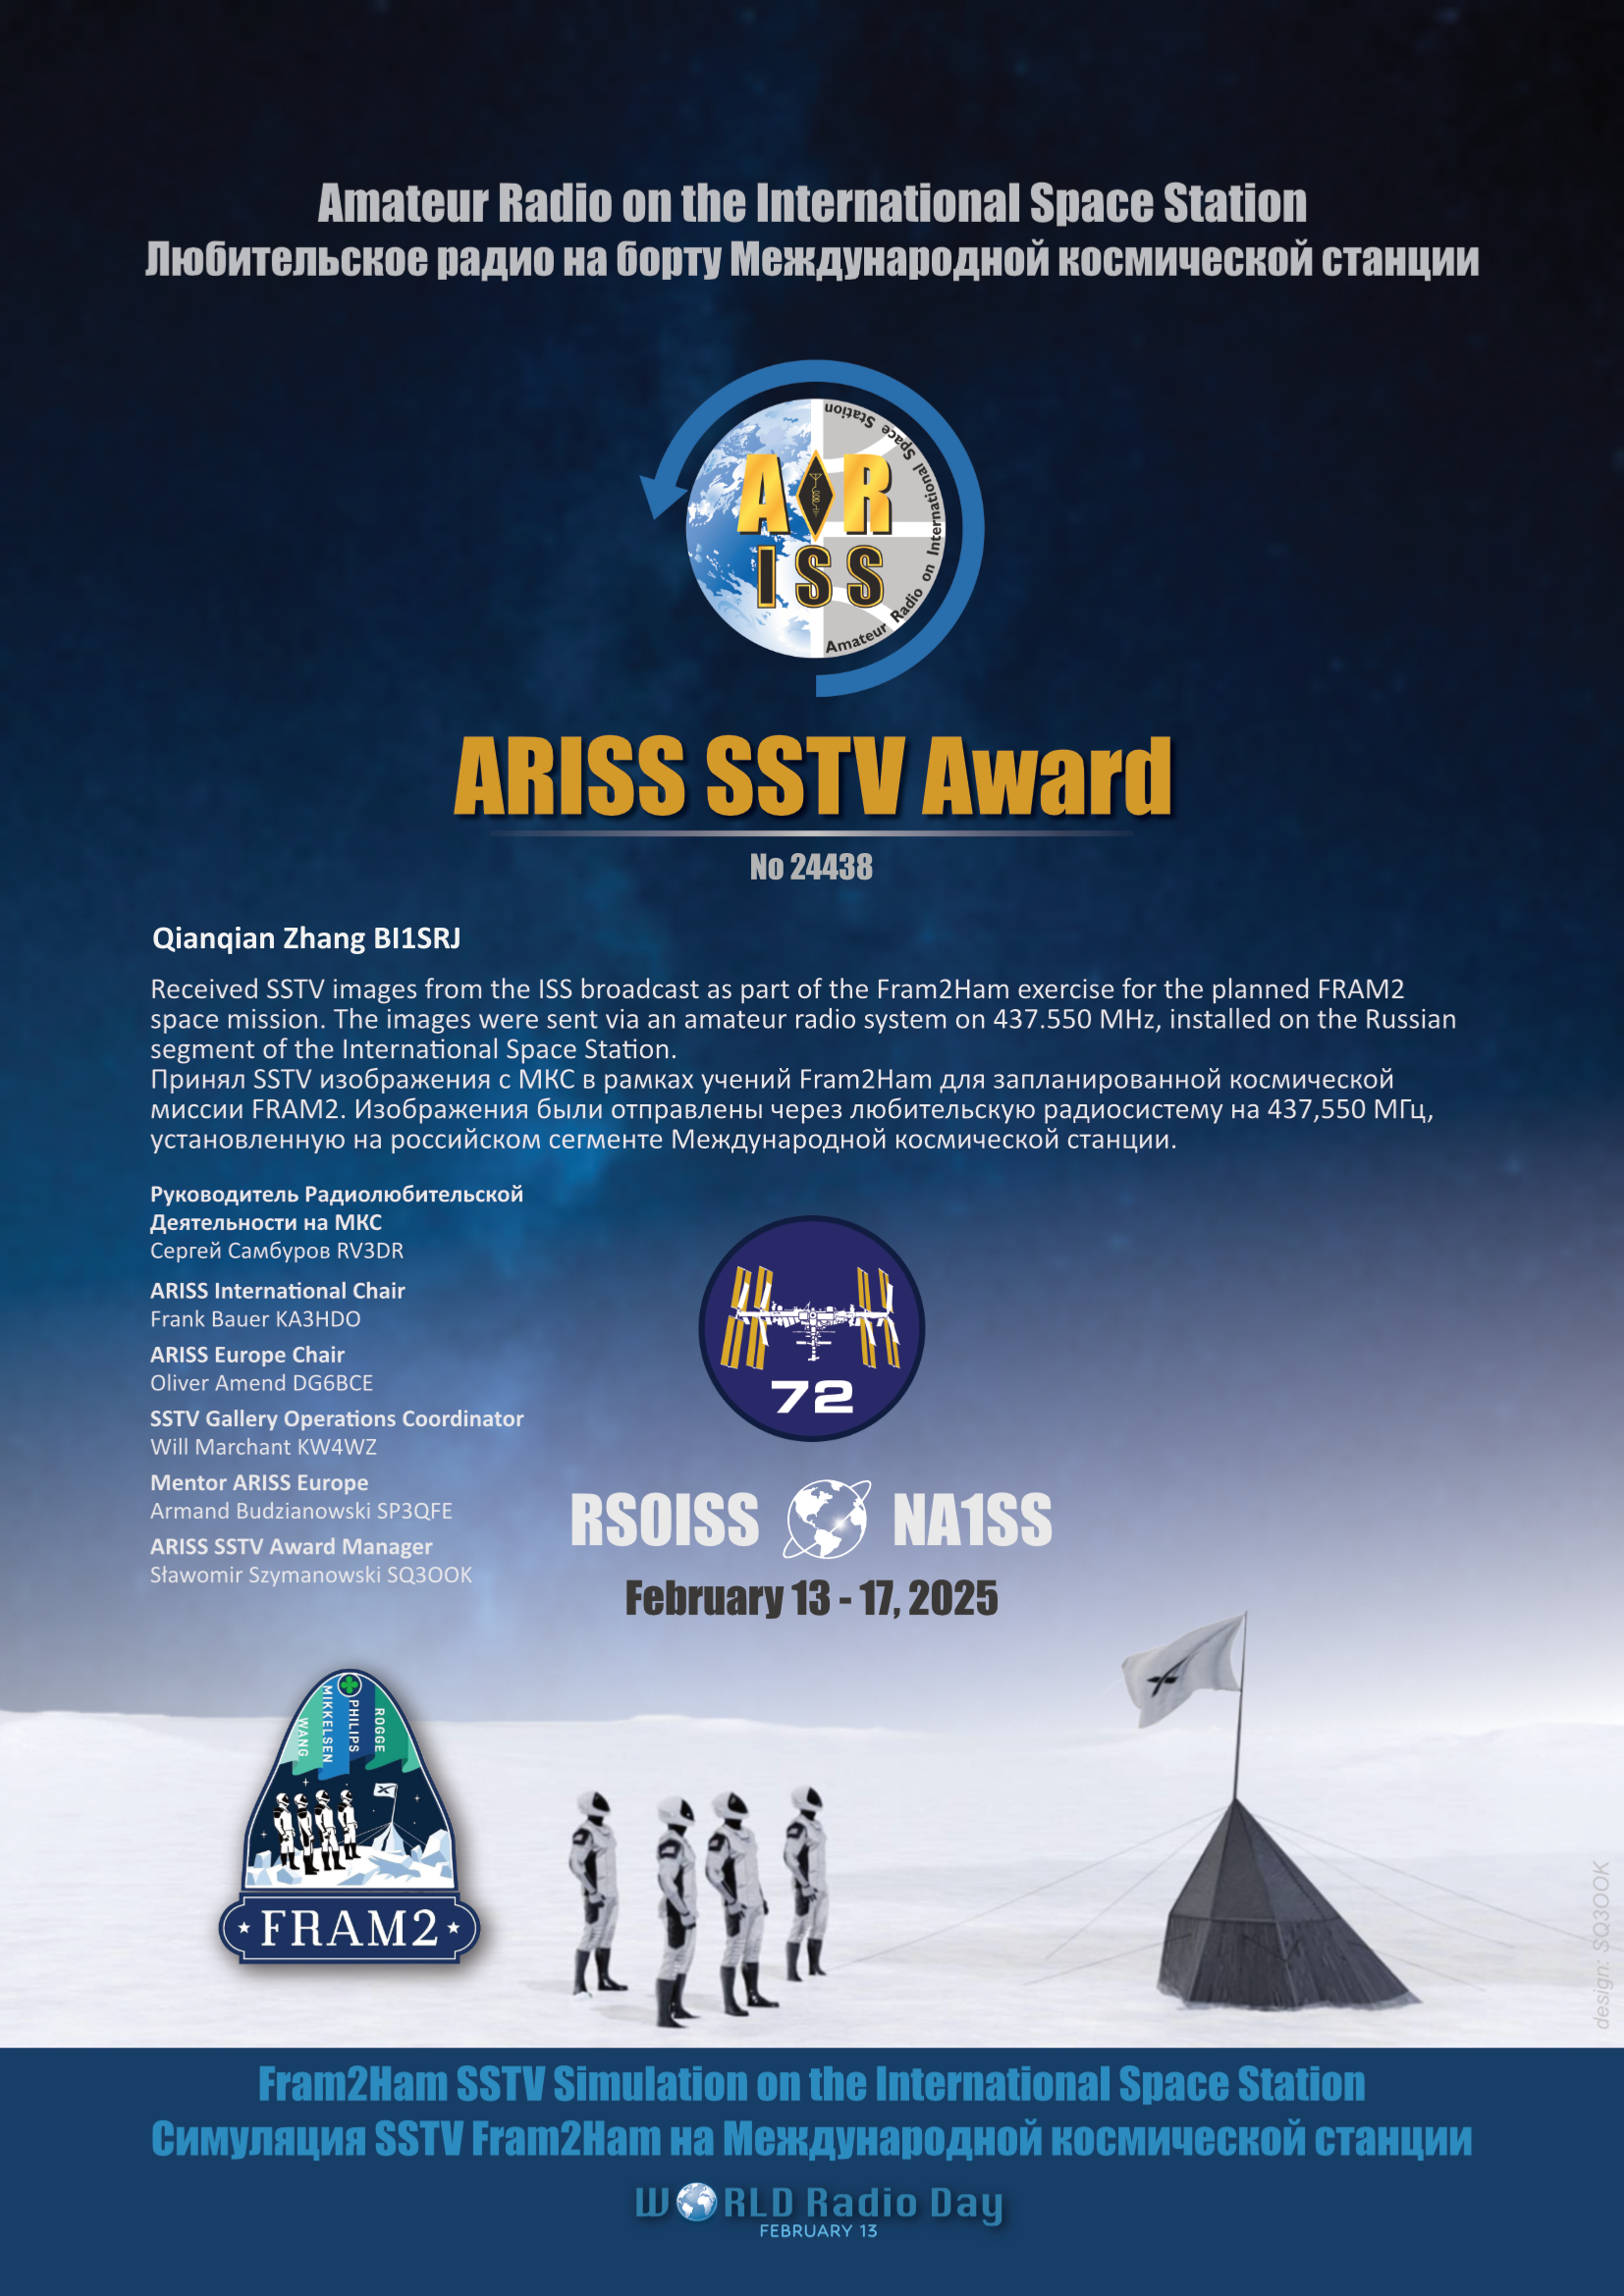 Amateur Radio on the International Space Station
Любительское радио на борту Международной космической станции
A R
ISS
Amateur Radio on International Space Station
ARISS SSTV Award
No 24438
Qianqian Zhang BI1SRJ
Received SSTV images from the ISS broadcast as part of the Fram2Ham exercise for the planned FRAM2
space mission. The images were sent via an amateur radio system on 437.550 MHz, installed on the Russian
segment of the International Space Station.
Принял SSTV изображения с МКС в рамках учений Fram2Ham для запланированной космической
миссии FRAM2. Изображения были отправлены через любительскую радиосистему на 437,550 МГц,
установленную на российском сегменте Международной космической станции.
Руководитель Радиолюбительской
Деятельности на МКС
Сергей Самбуров RV3DR
ARISS International Chair
Frank Bauer KA3HDO
ARISS Europe Chair
Oliver Amend DG6BCE
SSTV Gallery Operations Coordinator
Will Marchant KW4WZ
Mentor ARISS Europe
Armand Budzianowski SP3QFE
ARISS SSTV Award Manager
Sławomir Szymanowski SQ3OOK
72
RS0ISS NA1SS
February 13 - 17, 2025
WANG
MIKKELSEN
PHILIPS
ROGGE
FRAM2
design: SQ3OOK
Fram2Ham SSTV Simulation on the International Space Station
Симуляция SSTV Fram2Ham на Международной космической станции
WORLD Radio Day
FEBRUARY 13